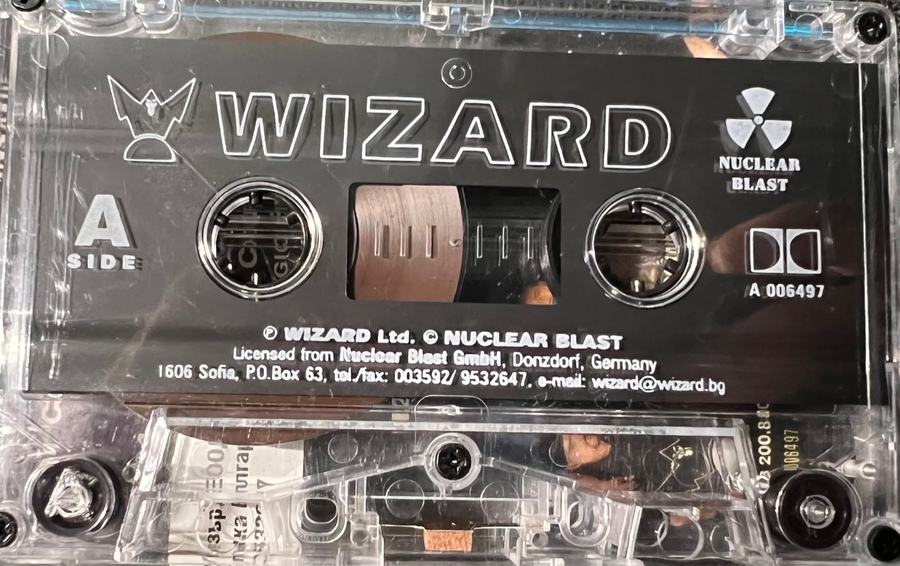 WIZARD
NUCLEAR
BLAST
A
SIDE
A 006497
℗ WIZARD Ltd. © NUCLEAR BLAST
Licensed from Nuclear Blast GmbH, Donzdorf, Germany
1606 Sofia, P.O.Box 63, tel./fax: 003592/ 9532647, e-mail: wizard@wizard.bg
006497